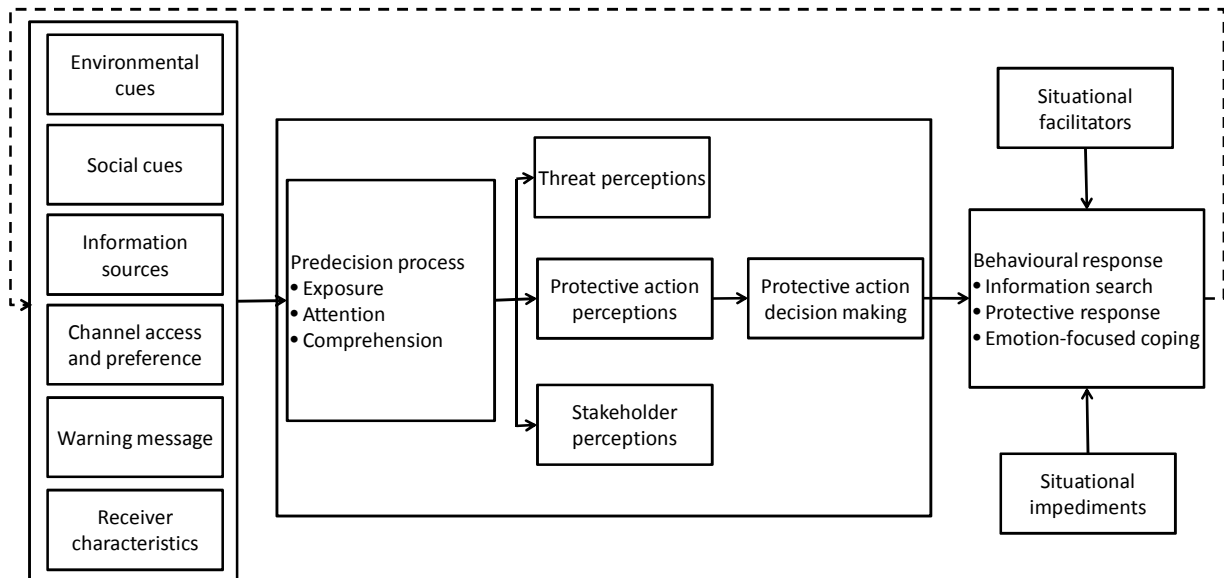 Environmental
cues
Social cues
Information
sources
Channel access
and preference
Warning message
Receiver
characteristics
Predecision process
• Exposure
• Attention
• Comprehension
Threat perceptions
Protective action
perceptions
Stakeholder
perceptions
Protective action
decision making
Situational
facilitators
Behavioural response
• Information search
• Protective response
• Emotion-focused coping
Situational
impediments